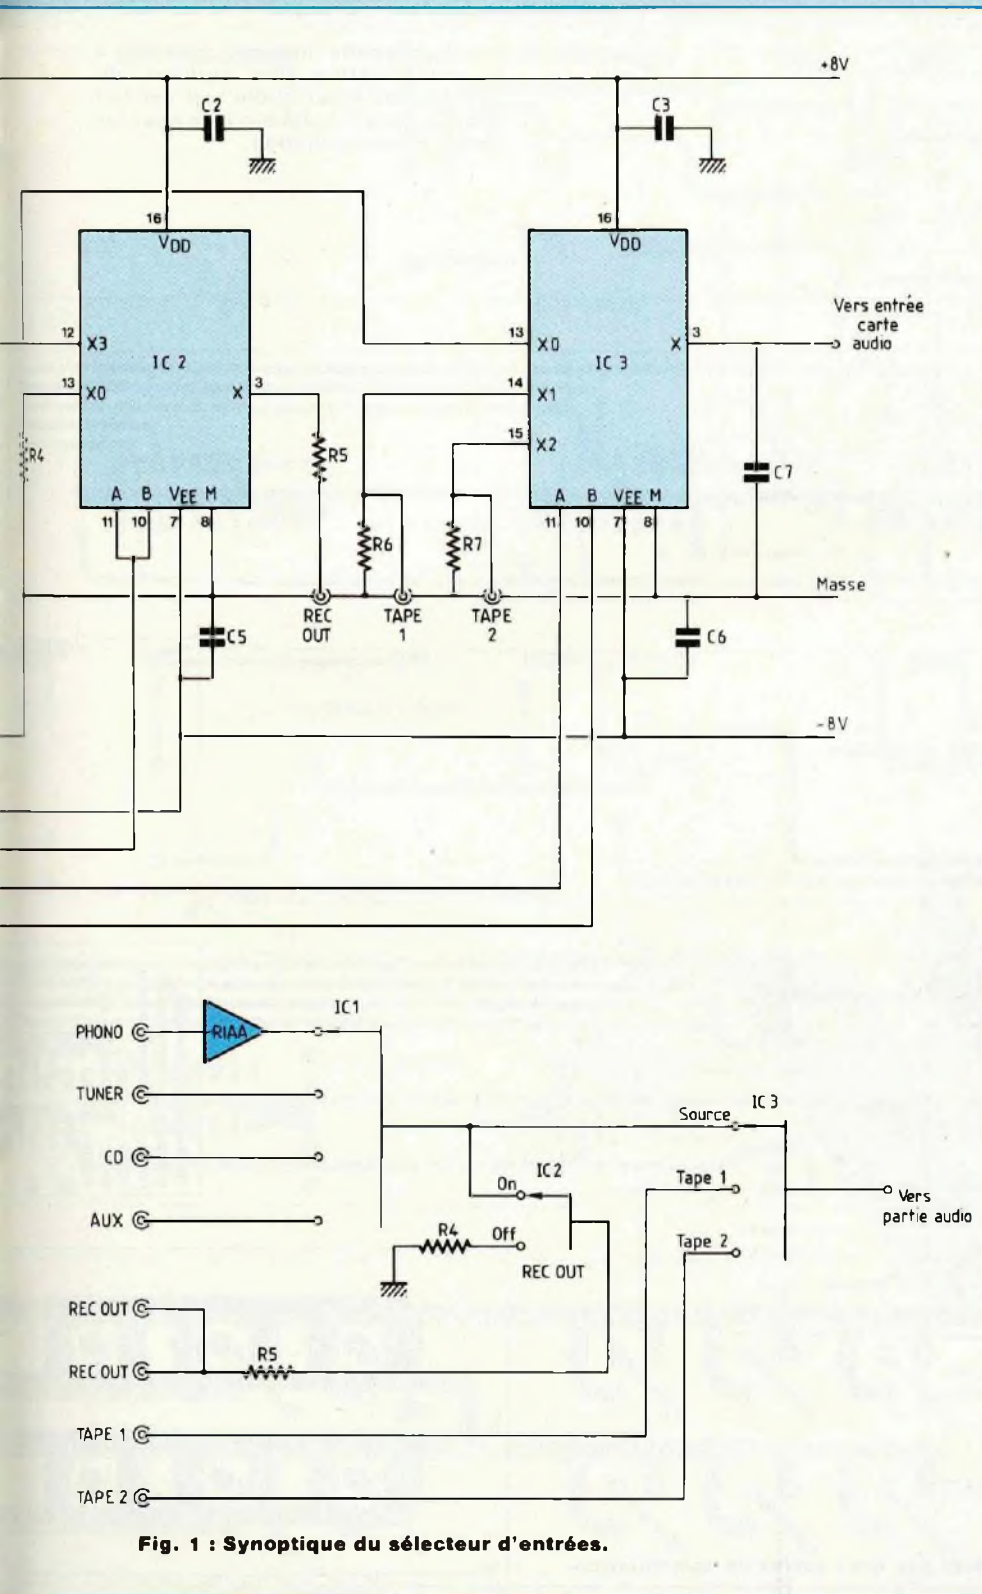 +8V
C2
C3
16
VDD
16
VDD
Vers entrée
carte
audio
12
X3
IC 2
13
X0
IC 3
X
3
13
X0
X
3
14
X1
R4
R5
15
X2
C7
A B VEE M
11 10 7 8
A B VEE M
11 10 7 8
R6
R7
Masse
REC
OUT
TAPE
1
TAPE
2
C5
C6
-8V
IC1
PHONO
RIAA
TUNER
IC3
Source
CD
IC2
On
Tape 1
Vers
partie audio
AUX
R4
Off
Tape 2
REC OUT
REC OUT
R5
REC OUT
TAPE 1
TAPE 2
Fig. 1 : Synoptique du sélecteur d'entrées.